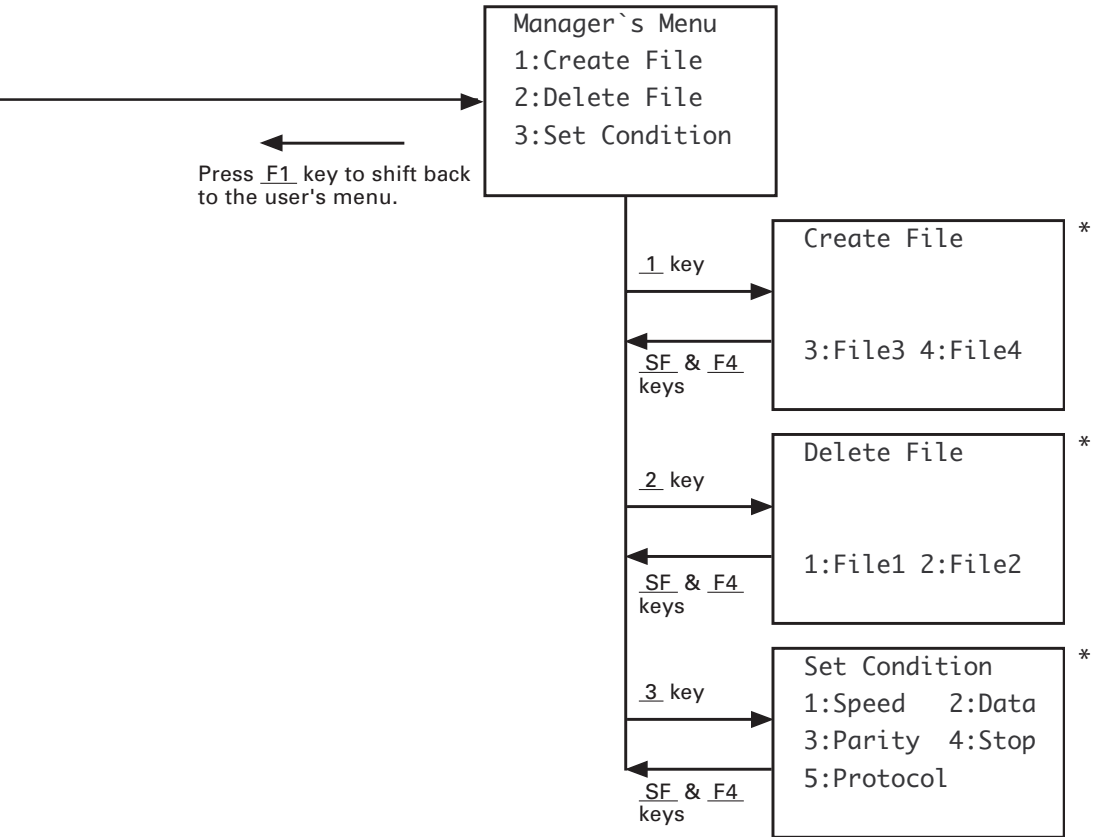 Manager`s Menu
1:Create File
2:Delete File
3:Set Condition
Press F1 key to shift back
to the user's menu.
Create File
*
1 key
3:File3 4:File4
SF & F4
keys
Delete File
*
2 key
1:File1 2:File2
SF & F4
keys
Set Condition
*
1:Speed 2:Data
3 key
3:Parity 4:Stop
5:Protocol
SF & F4
keys